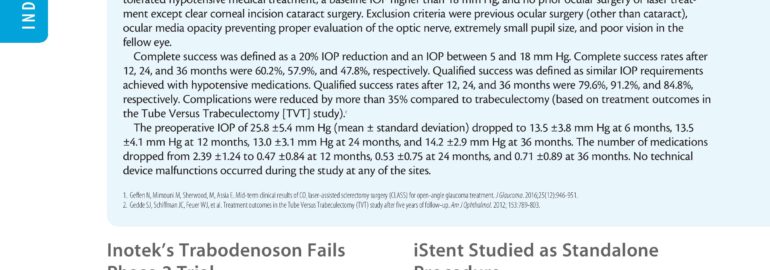 IND
tolerated hypotensive medical treatment, a baseline IOP higher than 18 mm Hg, and no prior ocular surgery or laser treat-
ment except clear corneal incision cataract surgery. Exclusion criteria were previous ocular surgery (other than cataract),
ocular media opacity preventing proper evaluation of the optic nerve, extremely small pupil size, and poor vision in the
fellow eye.
Complete success was defined as a 20% IOP reduction and an IOP between 5 and 18 mm Hg. Complete success rates after
12, 24, and 36 months were 60.2%, 57.9%, and 47.8%, respectively. Qualified success was defined as similar IOP requirements
achieved with hypotensive medications. Qualified success rates after 12, 24, and 36 months were 79.6%, 91.2%, and 84.8%,
respectively. Complications were reduced by more than 35% compared to trabeculectomy (based on treatment outcomes in
the Tube Versus Trabeculectomy [TVT] study).²
The preoperative IOP of 25.8 ±5.4 mm Hg (mean ± standard deviation) dropped to 13.5 ±3.8 mm Hg at 6 months, 13.5
±4.1 mm Hg at 12 months, 13.0 ±3.1 mm Hg at 24 months, and 14.2 ±2.9 mm Hg at 36 months. The number of medications
dropped from 2.39 ±1.24 to 0.47 ±0.84 at 12 months, 0.53 ±0.75 at 24 months, and 0.71 ±0.89 at 36 months. No technical
device malfunctions occurred during the study at any of the sites.
1. Geffen N, Mimouni M, Sherwood, M, Assia E. Mid-term clinical results of CO₂ laser-assisted sclerectomy surgery (CLASS) for open-angle glaucoma treatment. J Glaucoma. 2016;25(12):946-951.
2. Gedde SJ, Schiffman JC, Feuer WJ, et al. Treatment outcomes in the Tube Versus Trabeculectomy (TVT) study after five years of follow-up. Am J Ophthalmol. 2012; 153:789-803.
Inotek's Trabodenoson Fails
Phase 3 Trial
iStent Studied as Standalone
Procedure